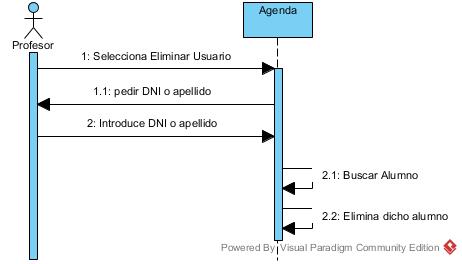 Agenda
Profesor
1: Selecciona Eliminar Usuario
1.1: pedir DNI o apellido
2: Introduce DNI o apellido
2.1: Buscar Alumno
2.2: Elimina dicho alumno
Powered By Visual Paradigm Community Edition